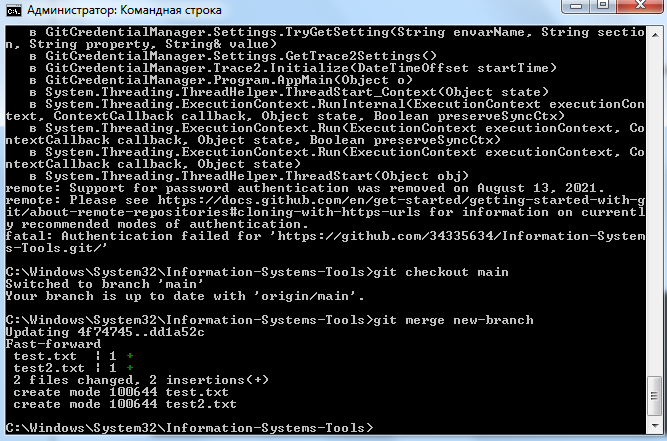 Администратор: Командная строка
в GitCredentialManager.Settings.TryGetSetting(String envarName, String sectio
n, String property, String& value)
в GitCredentialManager.Settings.GetTrace2Settings()
в GitCredentialManager.Trace2.Initialize(DateTimeOffset startTime)
в GitCredentialManager.Program.AppMain(Object o)
в System.Threading.ThreadHelper.ThreadStart_Context(Object state)
в System.Threading.ExecutionContext.RunInternal(ExecutionContext executionCon
text, ContextCallback callback, Object state, Boolean preserveSyncCtx)
в System.Threading.ExecutionContext.Run(ExecutionContext executionContext, Co
ntextCallback callback, Object state, Boolean preserveSyncCtx)
в System.Threading.ExecutionContext.Run(ExecutionContext executionContext, Co
ntextCallback callback, Object state)
в System.Threading.ThreadHelper.ThreadStart(Object obj)
remote: Support for password authentication was removed on August 13, 2021.
remote: Please see https://docs.github.com/en/get-started/getting-started-with-g
it/about-remote-repositories#cloning-with-https-urls for information on currentl
y recommended modes of authentication.
fatal: Authentication failed for 'https://github.com/34335634/Information-System
s-Tools.git/'
C:\Windows\System32\Information-Systems-Tools>git checkout main
Switched to branch 'main'
Your branch is up to date with 'origin/main'.
C:\Windows\System32\Information-Systems-Tools>git merge new-branch
Updating 4f74745..dd1a52c
Fast-forward
test.txt | 1 +
test2.txt | 1 +
2 files changed, 2 insertions(+)
create mode 100644 test.txt
create mode 100644 test2.txt
C:\Windows\System32\Information-Systems-Tools>